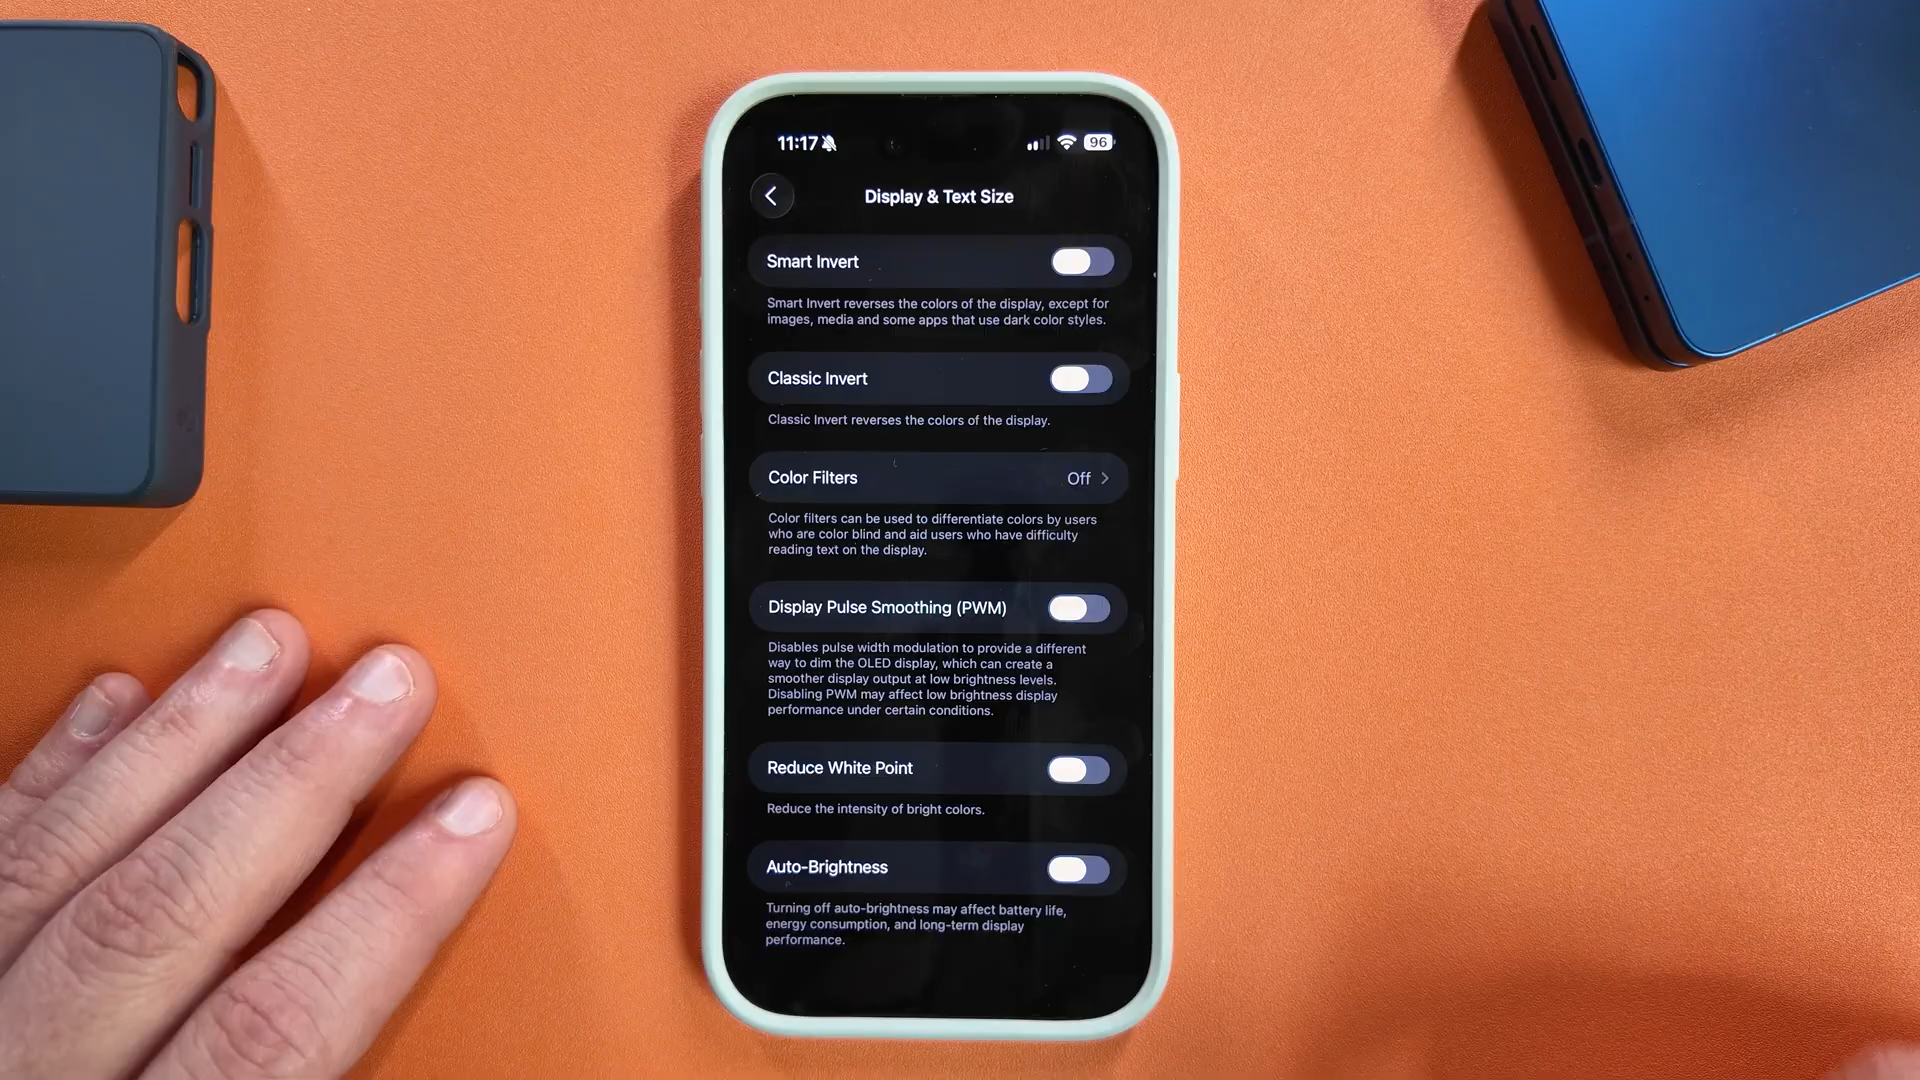 11:17
96
Display & Text Size
Smart Invert
Smart Invert reverses the colors of the display, except for
images, media and some apps that use dark color styles.
Classic Invert
Classic Invert reverses the colors of the display.
Color Filters Off
Color filters can be used to differentiate colors by users
who are color blind and aid users who have difficulty
reading text on the display.
Display Pulse Smoothing (PWM)
Disables pulse width modulation to provide a different
way to dim the OLED display, which can create a
smoother display output at low brightness levels.
Disabling PWM may affect low brightness display
performance under certain conditions.
Reduce White Point
Reduce the intensity of bright colors.
Auto-Brightness
Turning off auto-brightness may affect battery life,
energy consumption, and long-term display
performance.